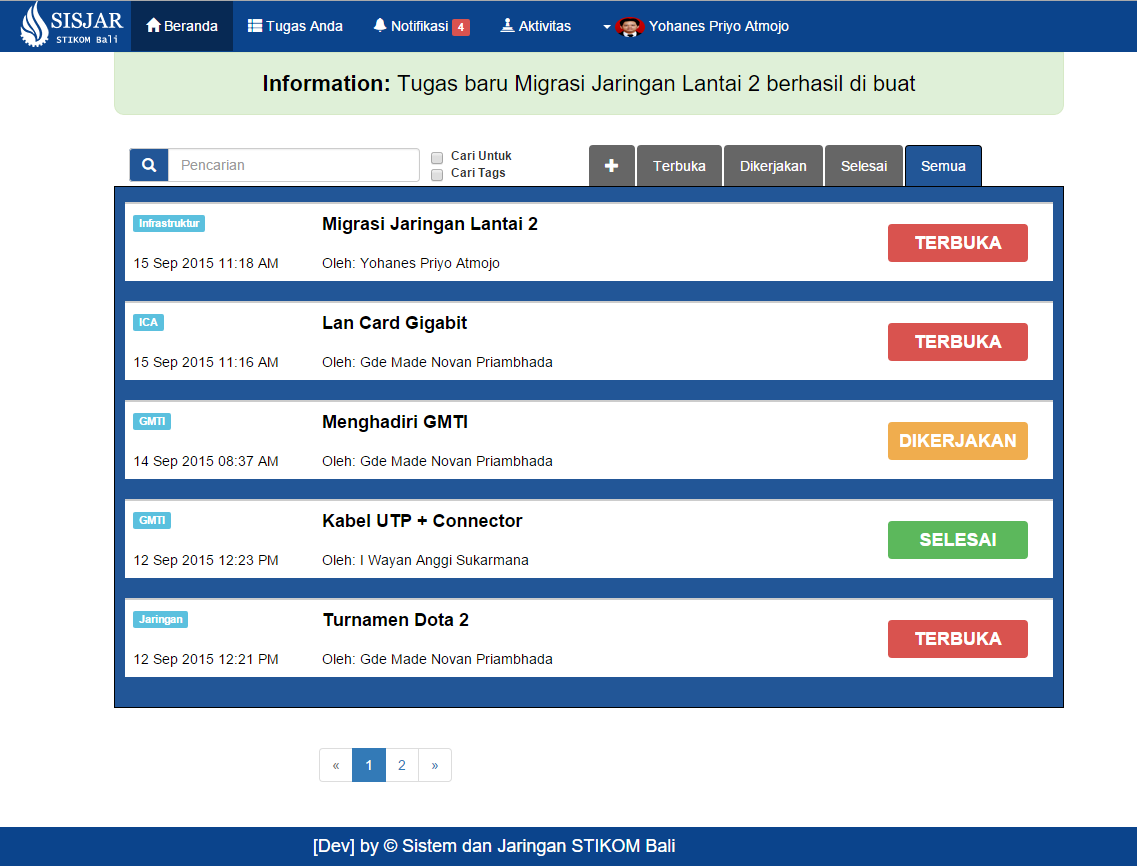 SISJAR
STIKOM Bali
Beranda
Tugas Anda
Notifikasi 4
Aktivitas
Yohanes Priyo Atmojo
Information: Tugas baru Migrasi Jaringan Lantai 2 berhasil di buat
Pencarian
Cari Untuk
Cari Tags
+
Terbuka
Dikerjakan
Selesai
Semua
Infrastruktur
Migrasi Jaringan Lantai 2
15 Sep 2015 11:18 AM
Oleh: Yohanes Priyo Atmojo
TERBUKA
ICA
Lan Card Gigabit
15 Sep 2015 11:16 AM
Oleh: Gde Made Novan Priambhada
TERBUKA
GMTI
Menghadiri GMTI
14 Sep 2015 08:37 AM
Oleh: Gde Made Novan Priambhada
DIKERJAKAN
GMTI
Kabel UTP + Connector
12 Sep 2015 12:23 PM
Oleh: I Wayan Anggi Sukarmana
SELESAI
Jaringan
Turnamen Dota 2
12 Sep 2015 12:21 PM
Oleh: Gde Made Novan Priambhada
TERBUKA
« 1 2 »
[Dev] by © Sistem dan Jaringan STIKOM Bali